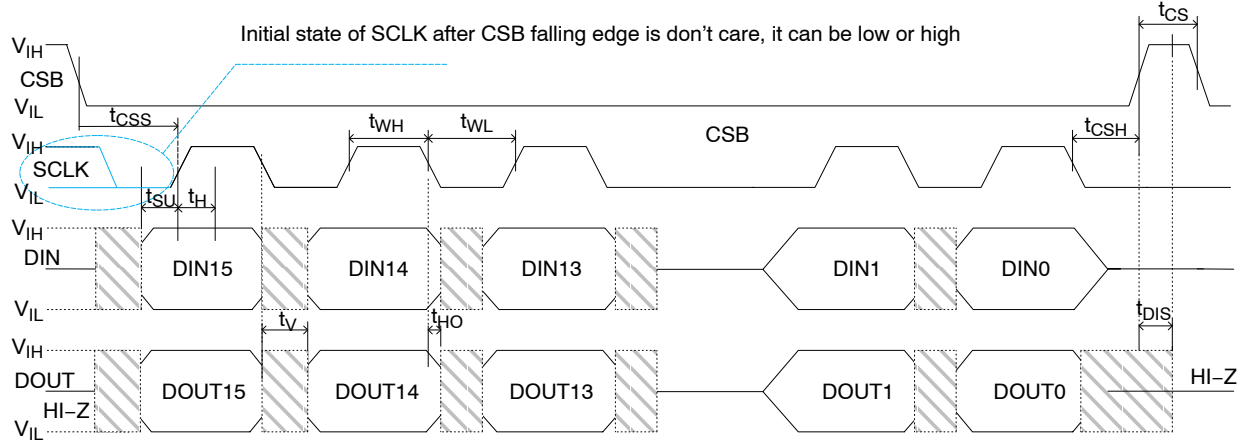 tCS
Initial state of SCLK after CSB falling edge is don't care, it can be low or high
VIH
CSB
VIL
tCSS
tWH
tWL
CSB
tCSH
VIH
SCLK
VIL
tSU
tH
VIH
DIN
DIN15
DIN14
DIN13
DIN1
DIN0
VIL
tV
tHO
tDIS
VIH
DOUT
HI–Z
DOUT15
DOUT14
DOUT13
DOUT1
DOUT0
HI–Z
VIL